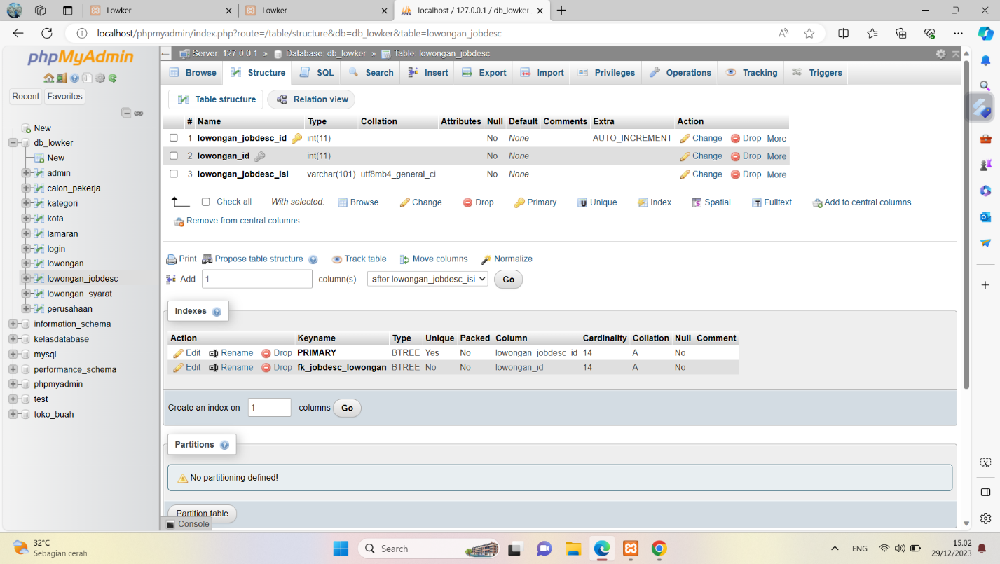 Lowker
Lowker
localhost / 127.0.0.1 / db_lowker
localhost/phpmyadmin/index.php?route=/table/structure&db=db_lowker&table=lowongan_jobdesc
phpMyAdmin
Recent Favorites
New
db_lowker
New
admin
calon_pekerja
kategori
kota
lamaran
login
lowongan
lowongan_jobdesc
lowongan_syarat
perusahaan
information_schema
kelasdatabase
mysql
performance_schema
phpmyadmin
test
toko_buah
Server: 127.0.0.1 » Database: db_lowker » Table: lowongan_jobdesc
Browse Structure SQL Search Insert Export Import Privileges Operations Tracking Triggers
Table structure Relation view
# Name Type Collation Attributes Null Default Comments Extra Action
1 lowongan_jobdesc_id int(11) No None AUTO_INCREMENT Change Drop More
2 lowongan_id int(11) No None Change Drop More
3 lowongan_jobdesc_isi varchar(101) utf8mb4_general_ci No None Change Drop More
Check all With selected: Browse Change Drop Primary Unique Index Spatial Fulltext Add to central columns
Remove from central columns
Print Propose table structure Track table Move columns Normalize
Add 1 column(s) after lowongan_jobdesc_isi Go
Indexes
Action Keyname Type Unique Packed Column Cardinality Collation Null Comment
Edit Rename Drop PRIMARY BTREE Yes No lowongan_jobdesc_id 14 A No
Edit Rename Drop fk_jobdesc_lowongan BTREE No No lowongan_id 14 A No
Create an index on 1 columns Go
Partitions
No partitioning defined!
Partition table
Console
32°C
Sebagian cerah
Search
ENG
15.02
29/12/2023